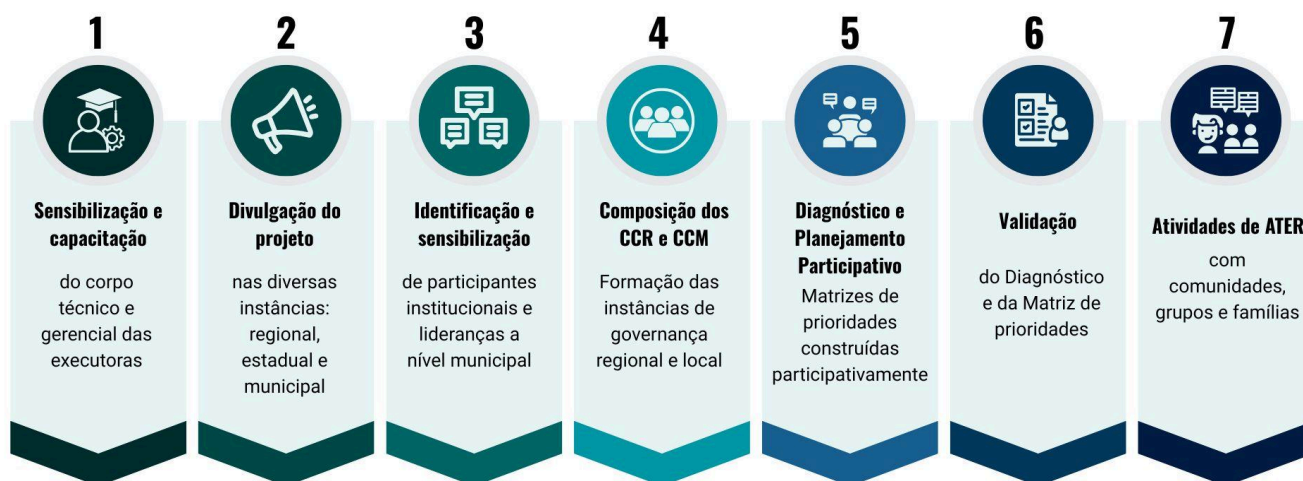 1
Sensibilização e
capacitação
do corpo
técnico e
gerencial das
executoras
2
Divulgação do
projeto
nas diversas
instâncias:
regional,
estadual e
municipal
3
Identificação e
sensibilização
de participantes
institucionais e
lideranças a
nível municipal
4
Composição dos
CCR e CCM
Formação das
instâncias de
governança
regional e local
5
Diagnóstico e
Planejamento
Participativo
Matrizes de
prioridades
construídas
participativamente
6
Validação
do Diagnóstico
e da Matriz de
prioridades
7
Atividades de ATER
com
comunidades,
grupos e famílias